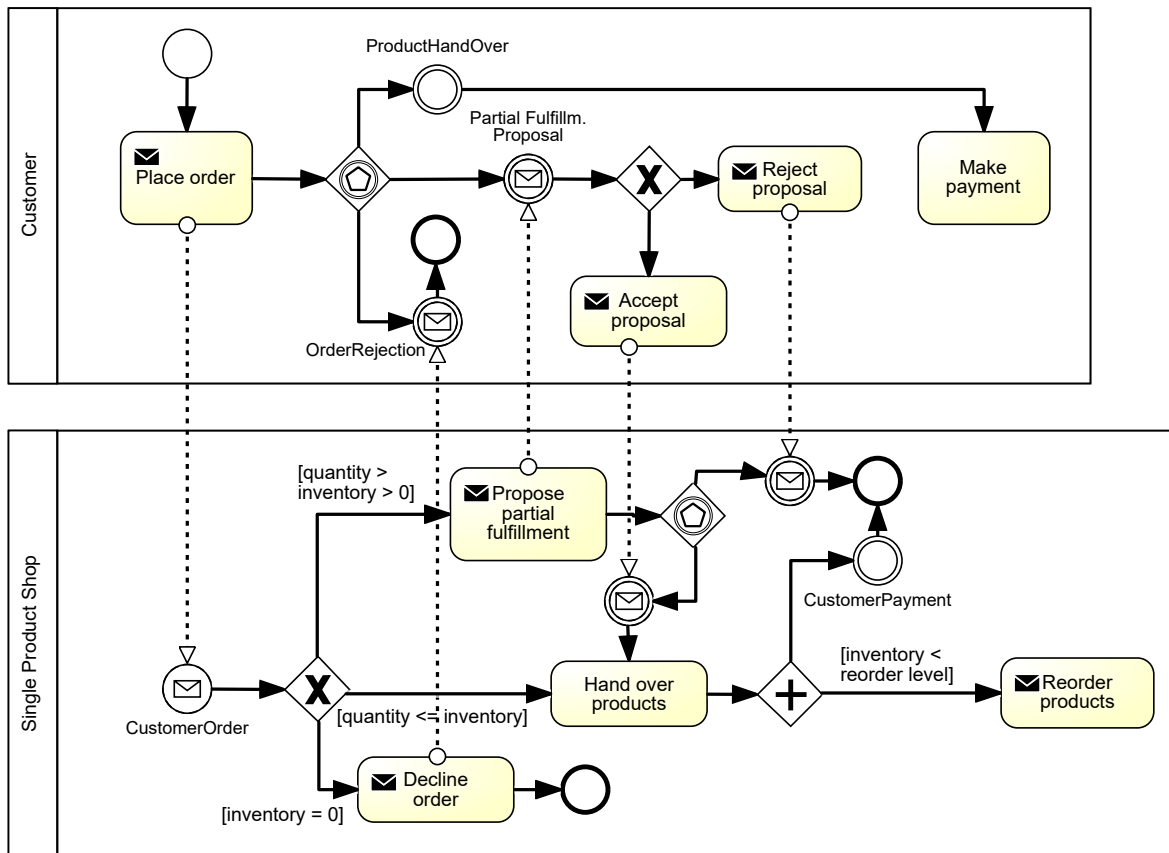 Customer
ProductHandOver
Partial Fulfillm.
Proposal
Place order
Reject
proposal
Make
payment
Accept
proposal
OrderRejection
Single Product Shop
[quantity >
inventory > 0]
Propose
partial
fulfillment
CustomerPayment
CustomerOrder
[quantity <= inventory]
Hand over
products
[inventory <
reorder level]
Reorder
products
[inventory = 0]
Decline
order